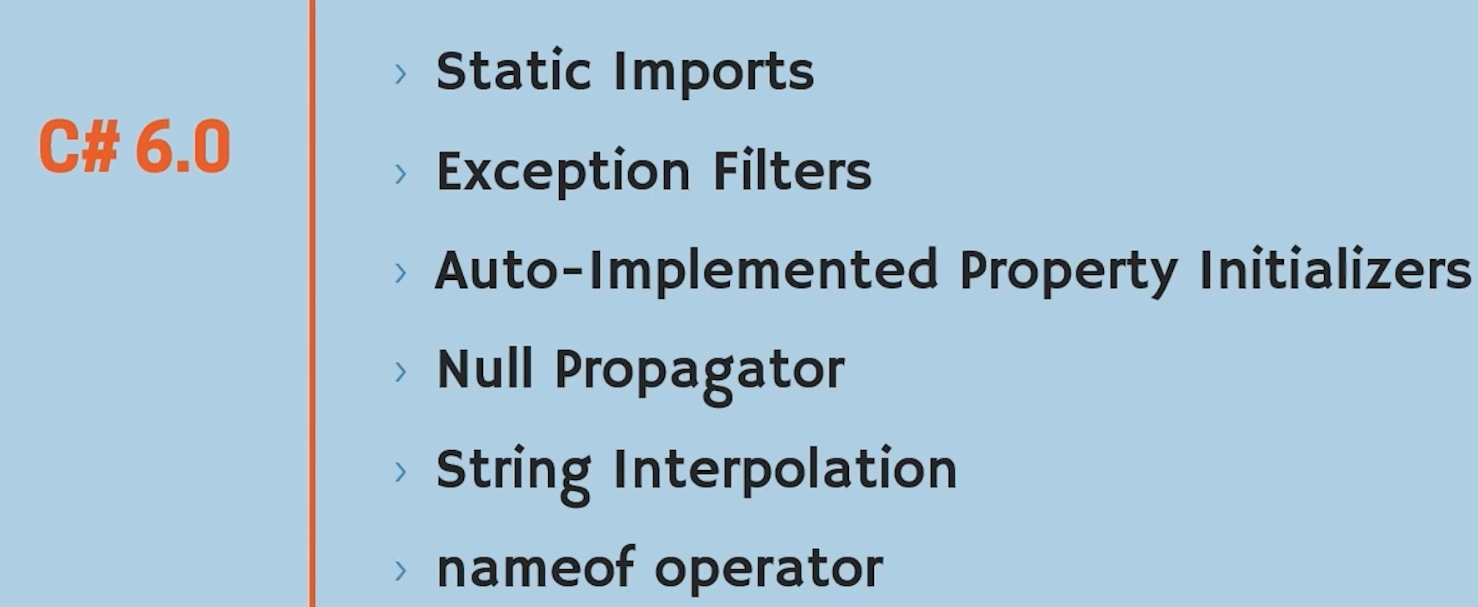 C# 6.0
› Static Imports
› Exception Filters
› Auto-Implemented Property Initializers
› Null Propagator
› String Interpolation
› nameof operator